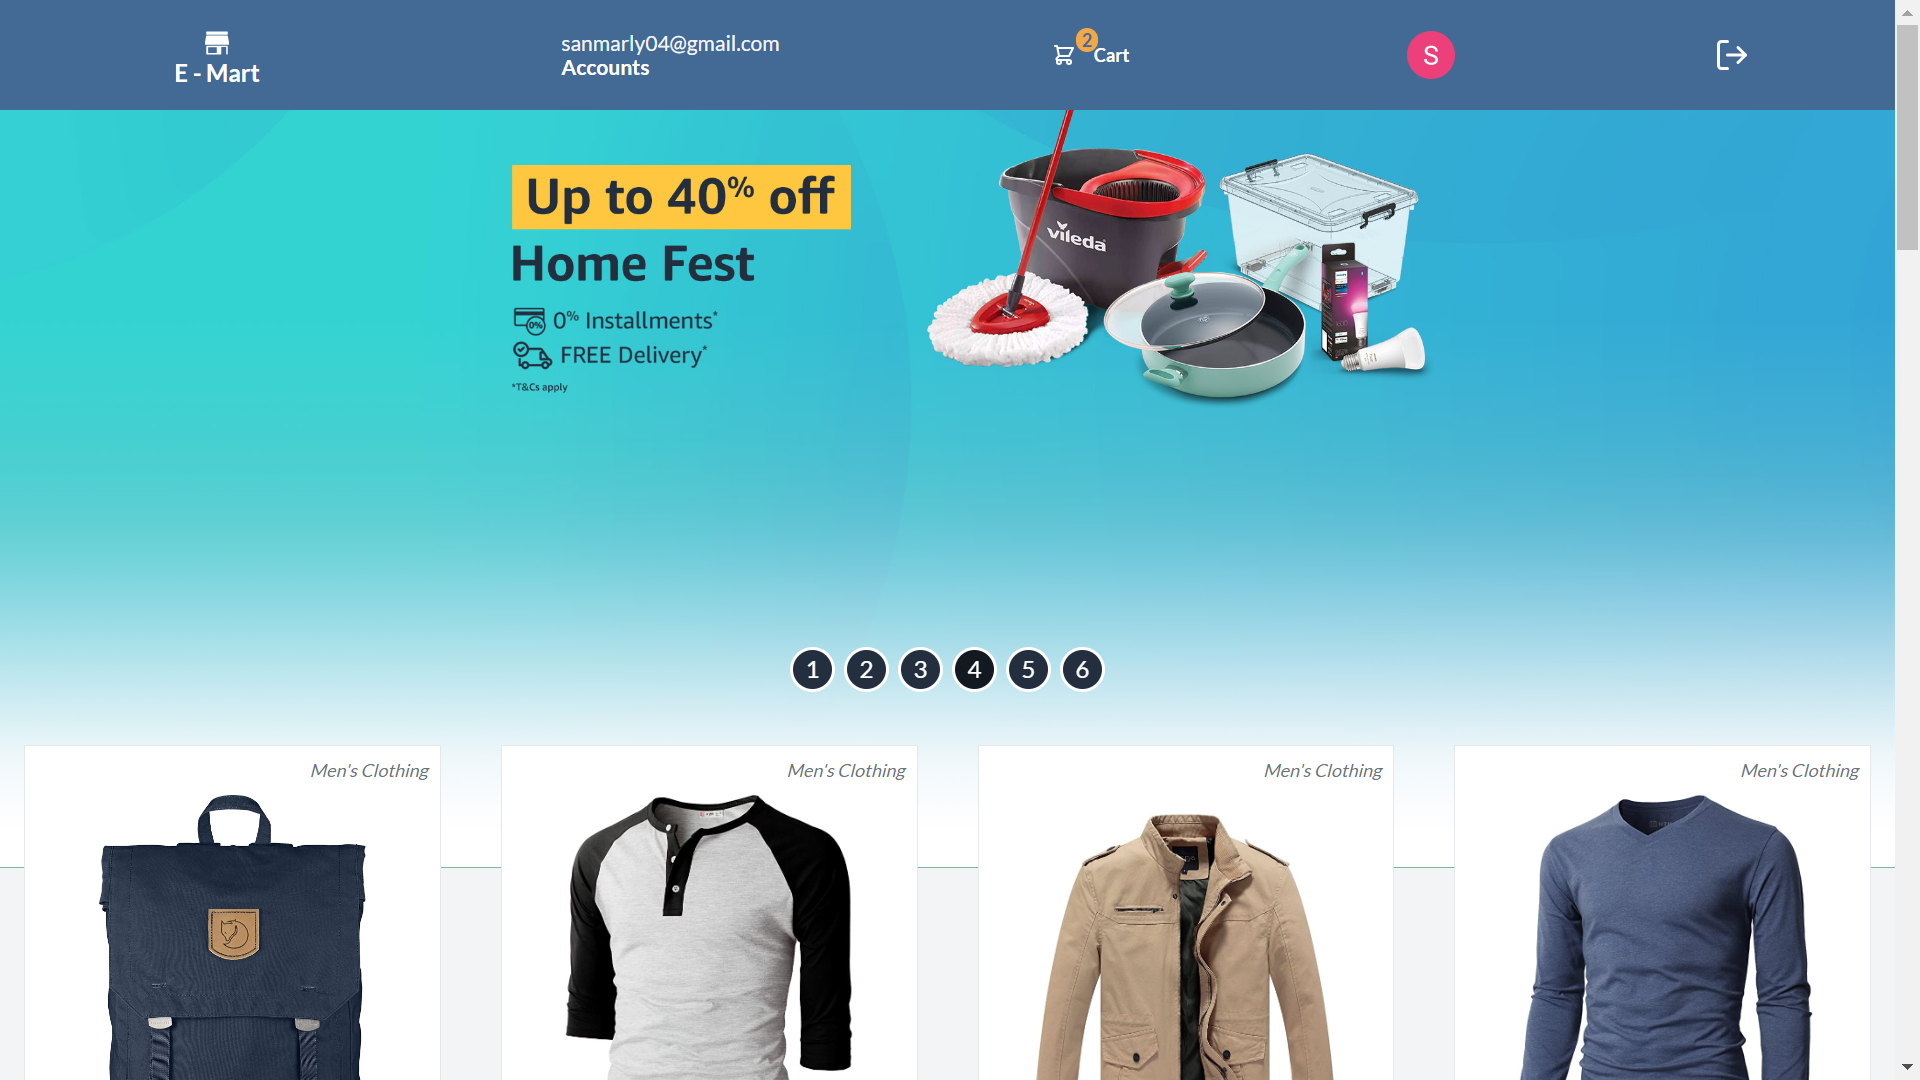 E - Mart
sanmarly04@gmail.com
Accounts
2
Cart
S
Up to 40% off
Home Fest
0%
0% Installments*
FREE Delivery*
*T&Cs apply
vileda
1 2 3 4 5 6
Men's Clothing
Men's Clothing
Men's Clothing
Men's Clothing